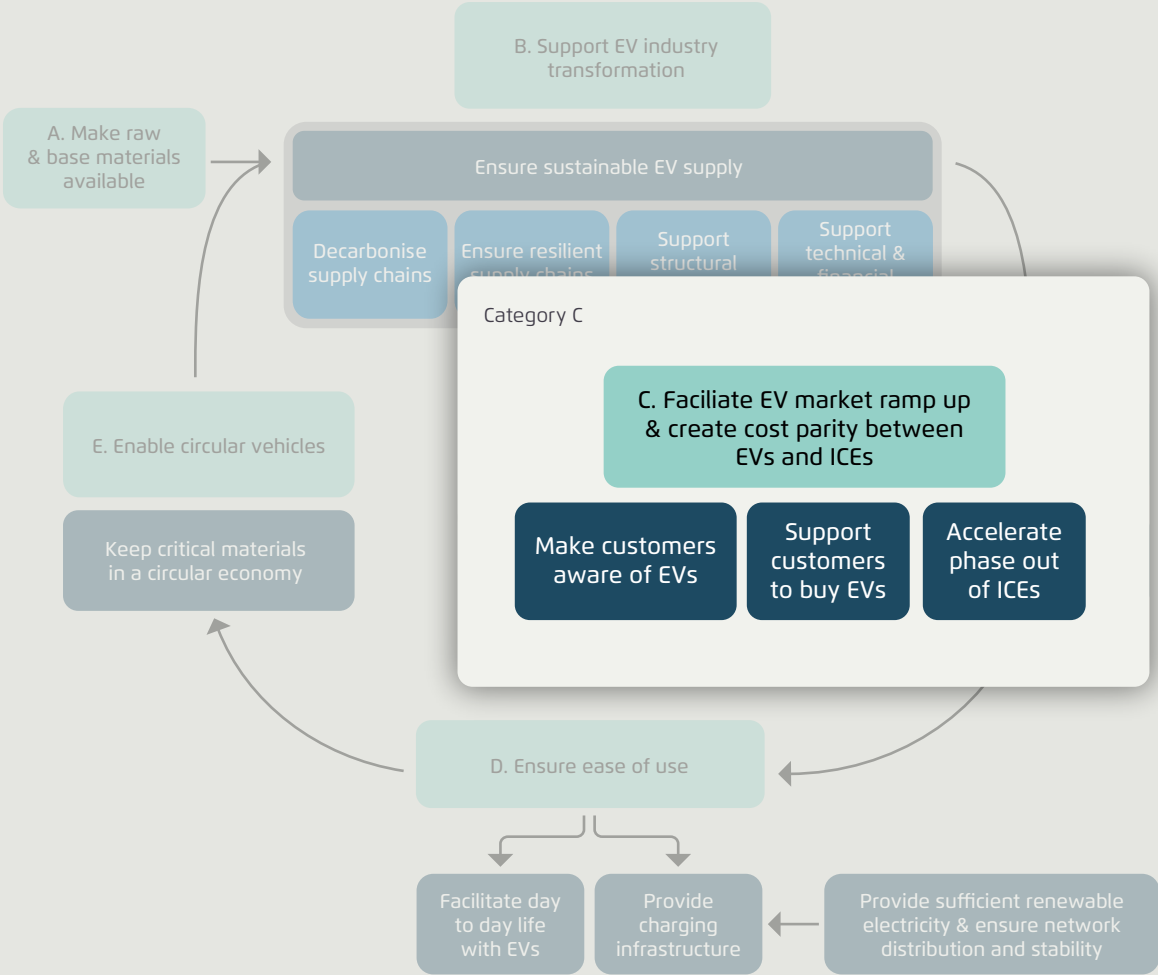 B. Support EV industry
transformation
A. Make raw
& base materials
available
Ensure sustainable EV supply
Decarbonise
supply chains
Ensure resilient
supply chains
Support
structural
Support
technical &
financial
Category C
C. Faciliate EV market ramp up
& create cost parity between
EVs and ICEs
Make customers
aware of EVs
Support
customers
to buy EVs
Accelerate
phase out
of ICEs
E. Enable circular vehicles
Keep critical materials
in a circular economy
D. Ensure ease of use
Facilitate day
to day life
with EVs
Provide
charging
infrastructure
Provide sufficient renewable
electricity & ensure network
distribution and stability